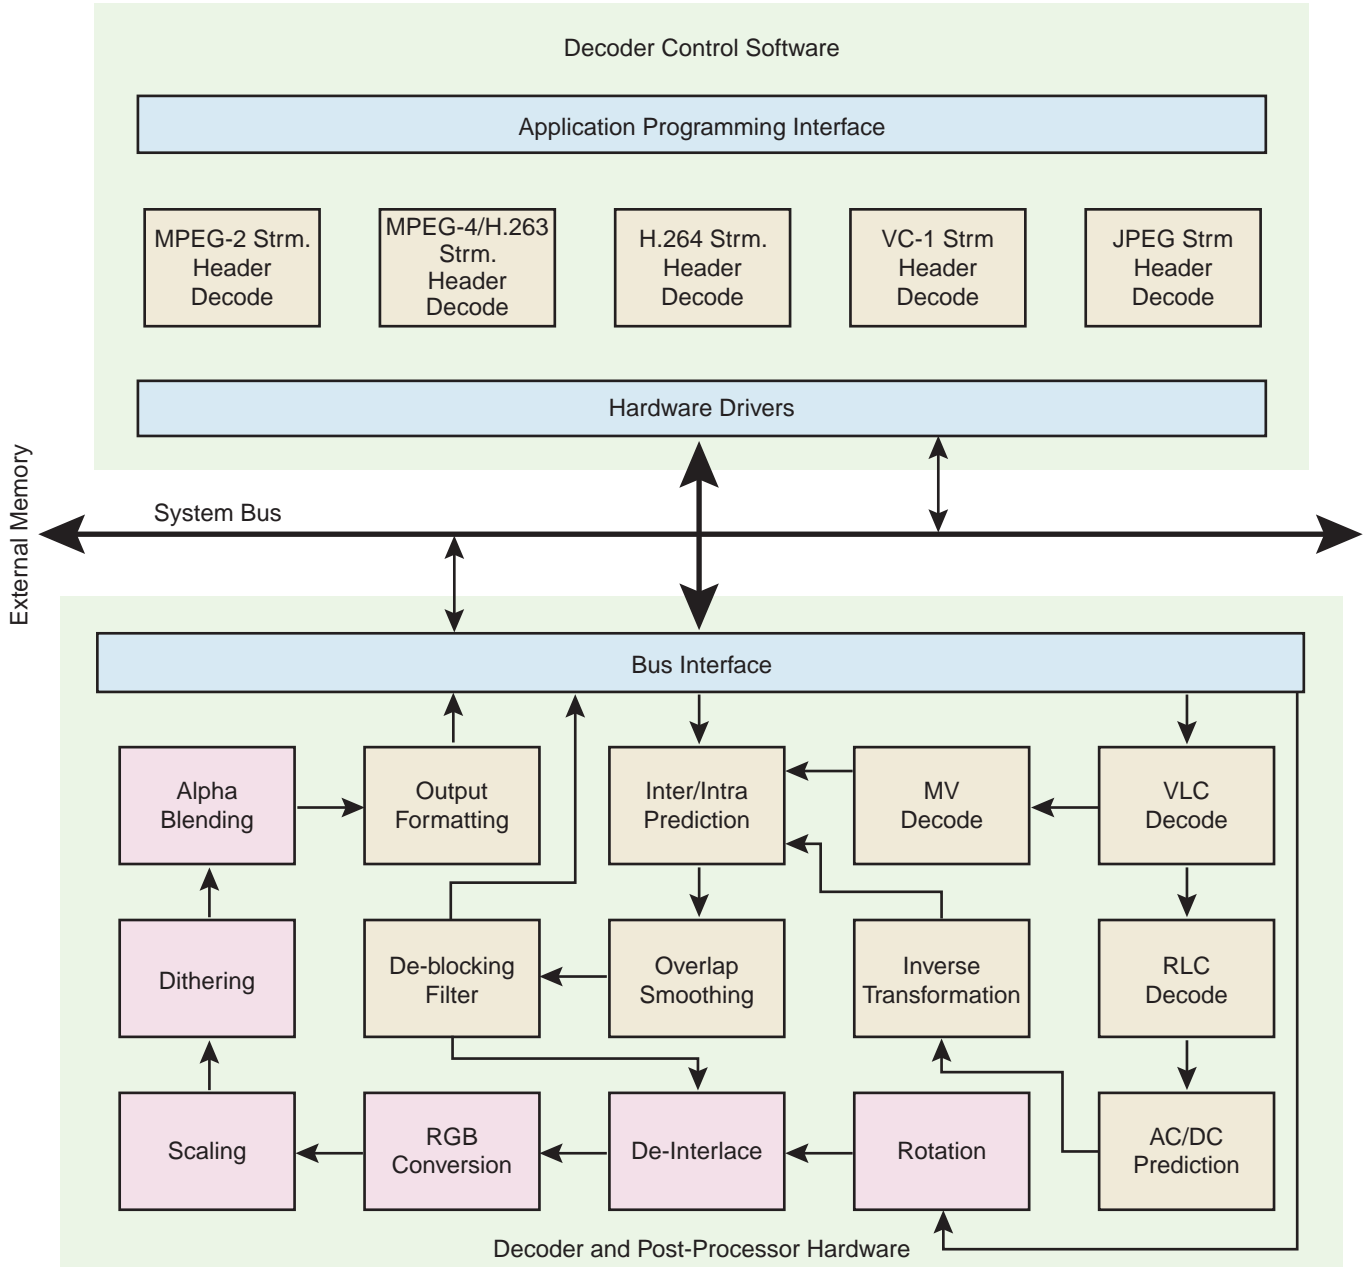 Decoder Control Software
Application Programming Interface
MPEG-2 Strm.
Header
Decode
MPEG-4/H.263
Strm.
Header
Decode
H.264 Strm.
Header
Decode
VC-1 Strm
Header
Decode
JPEG Strm
Header
Decode
Hardware Drivers
External Memory
System Bus
Bus Interface
Alpha
Blending
Output
Formatting
Inter/Intra
Prediction
MV
Decode
VLC
Decode
Dithering
De-blocking
Filter
Overlap
Smoothing
Inverse
Transformation
RLC
Decode
Scaling
RGB
Conversion
De-Interlace
Rotation
AC/DC
Prediction
Decoder and Post-Processor Hardware